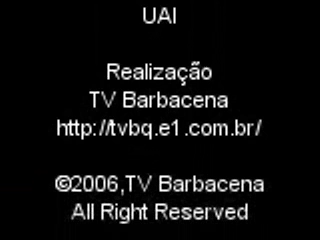 UAI
Realização
TV Barbacena
http://tvbq.e1.com.br/
©2006,TV Barbacena
All Right Reserved